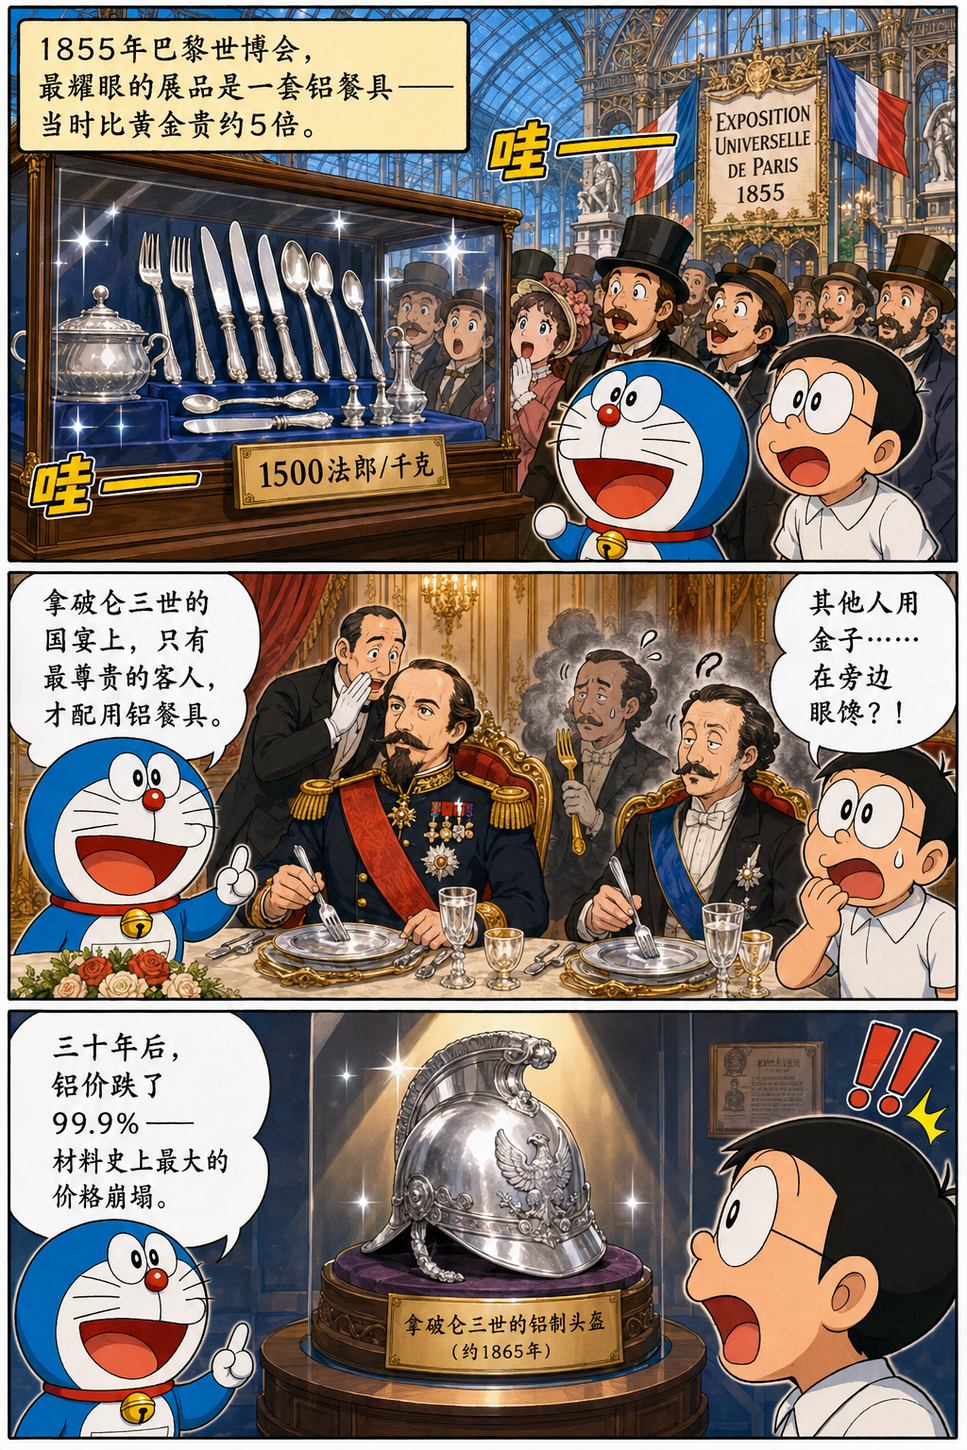 1855年巴黎世博会，
最耀眼的展品是一套铝餐具——
当时比黄金贵约5倍。
哇——
EXPOSITION
UNIVERSELLE
DE PARIS
1855
哇——
1500法郎/千克
拿破仑三世的
国宴上，只有
最尊贵的客人，
才配用铝餐具。
其他人用
金子……
在旁边
眼馋？！
三十年后，
铝价跌了
99.9%——
材料史上最大的
价格崩塌。
!!
拿破仑三世的铝制头盔
（约1865年）